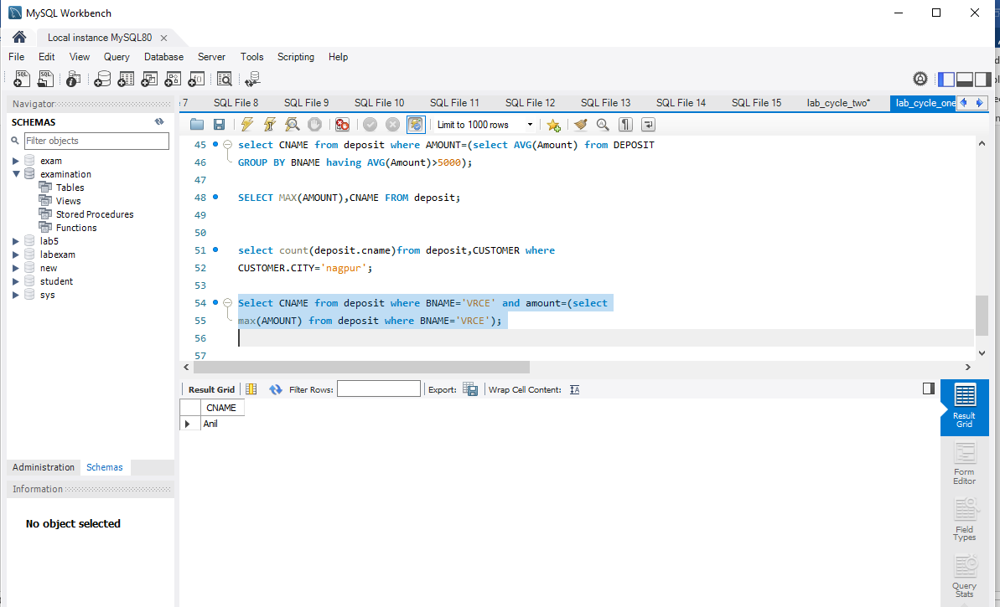 MySQL Workbench
Local instance MySQL80
File Edit View Query Database Server Tools Scripting Help
Navigator
SCHEMAS
Filter objects
exam
examination
Tables
Views
Stored Procedures
Functions
lab5
labexam
new
student
sys
Administration Schemas
Information
No object selected
7 SQL File 8 SQL File 9 SQL File 10 SQL File 11 SQL File 12 SQL File 13 SQL File 14 SQL File 15 lab_cycle_two* lab_cycle_one
Limit to 1000 rows
45 select CNAME from deposit where AMOUNT=(select AVG(Amount) from DEPOSIT
46 GROUP BY BNAME having AVG(Amount)>5000);
47
48 SELECT MAX(AMOUNT),CNAME FROM deposit;
49
50
51 select count(deposit.cname)from deposit,CUSTOMER where
52 CUSTOMER.CITY='nagpur';
53
54 Select CNAME from deposit where BNAME='VRCE' and amount=(select
55 max(AMOUNT) from deposit where BNAME='VRCE');
56
57
Result Grid Filter Rows: Export: Wrap Cell Content:
CNAME
Anil
Result
Grid
Form
Editor
Field
Types
Query
Stats